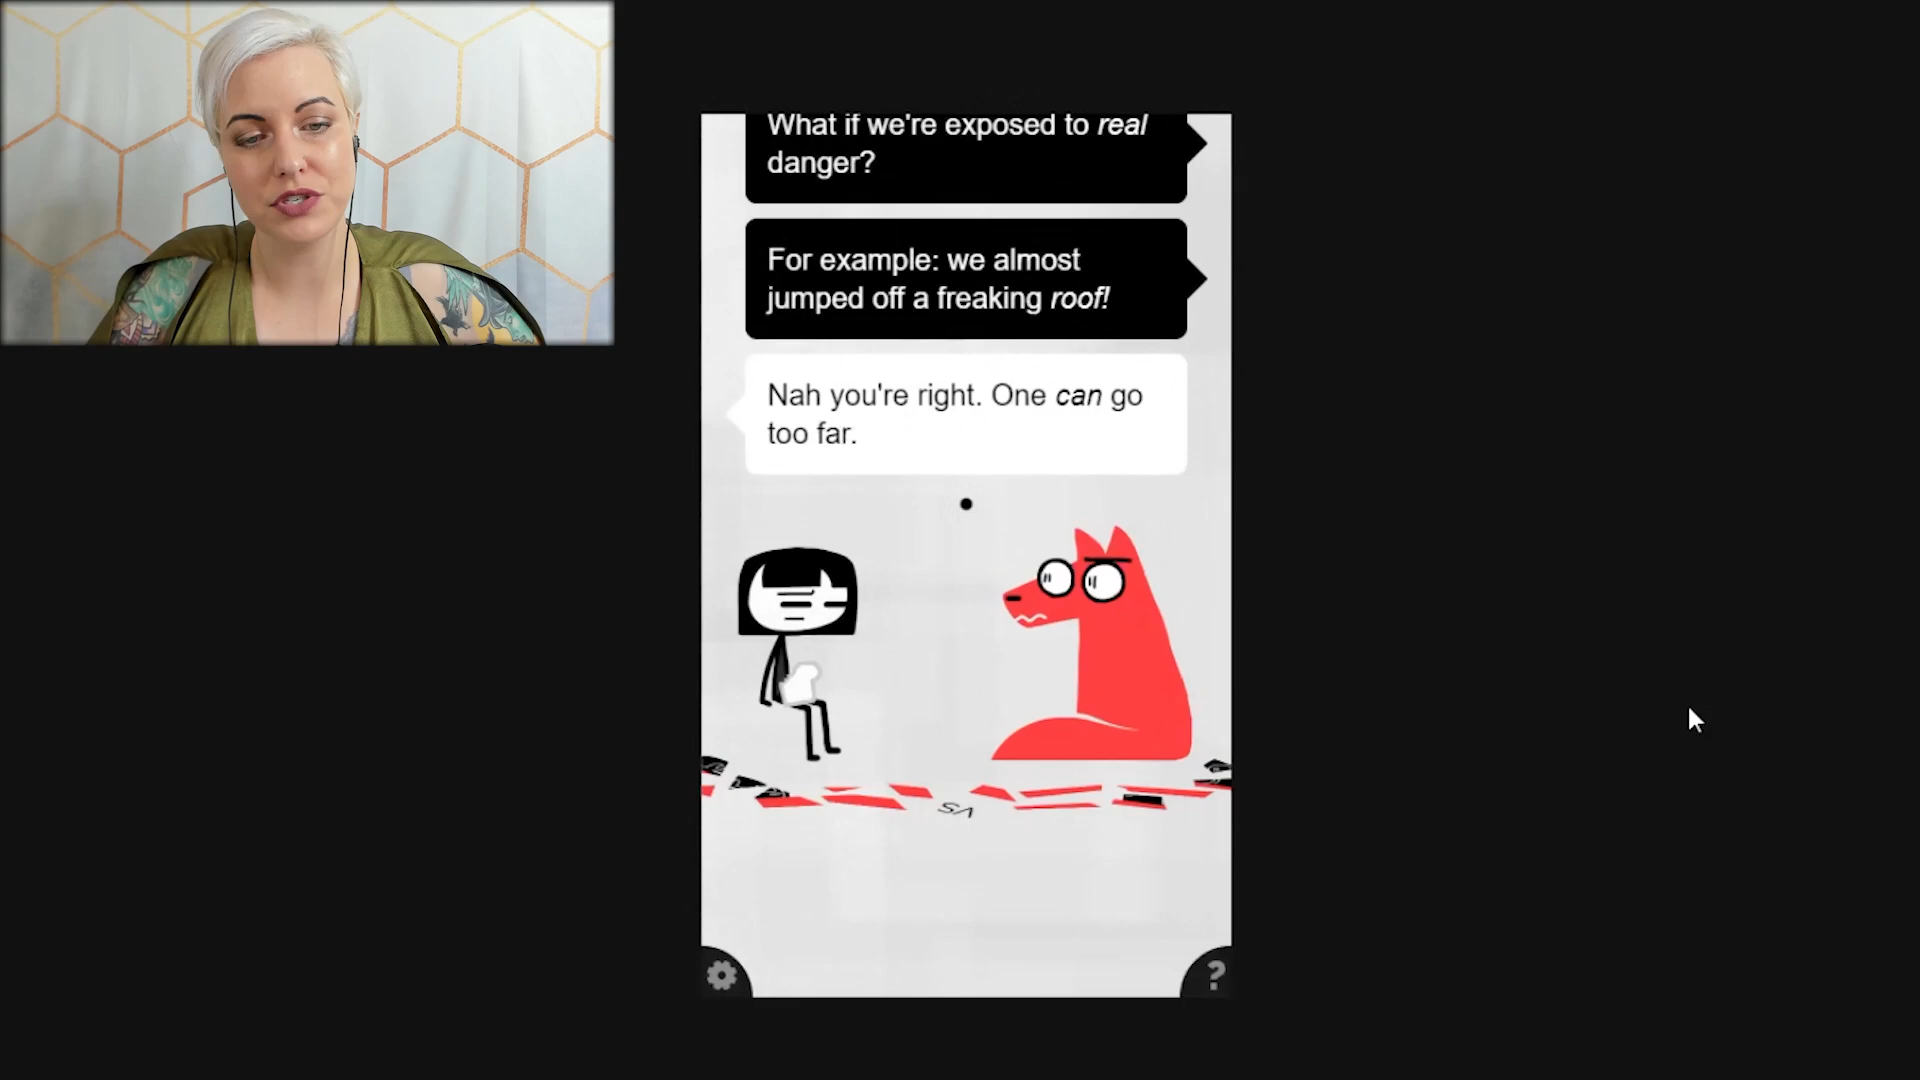 What if we're exposed to real
danger?
For example: we almost
jumped off a freaking roof!
Nah you're right. One can go
too far.
?